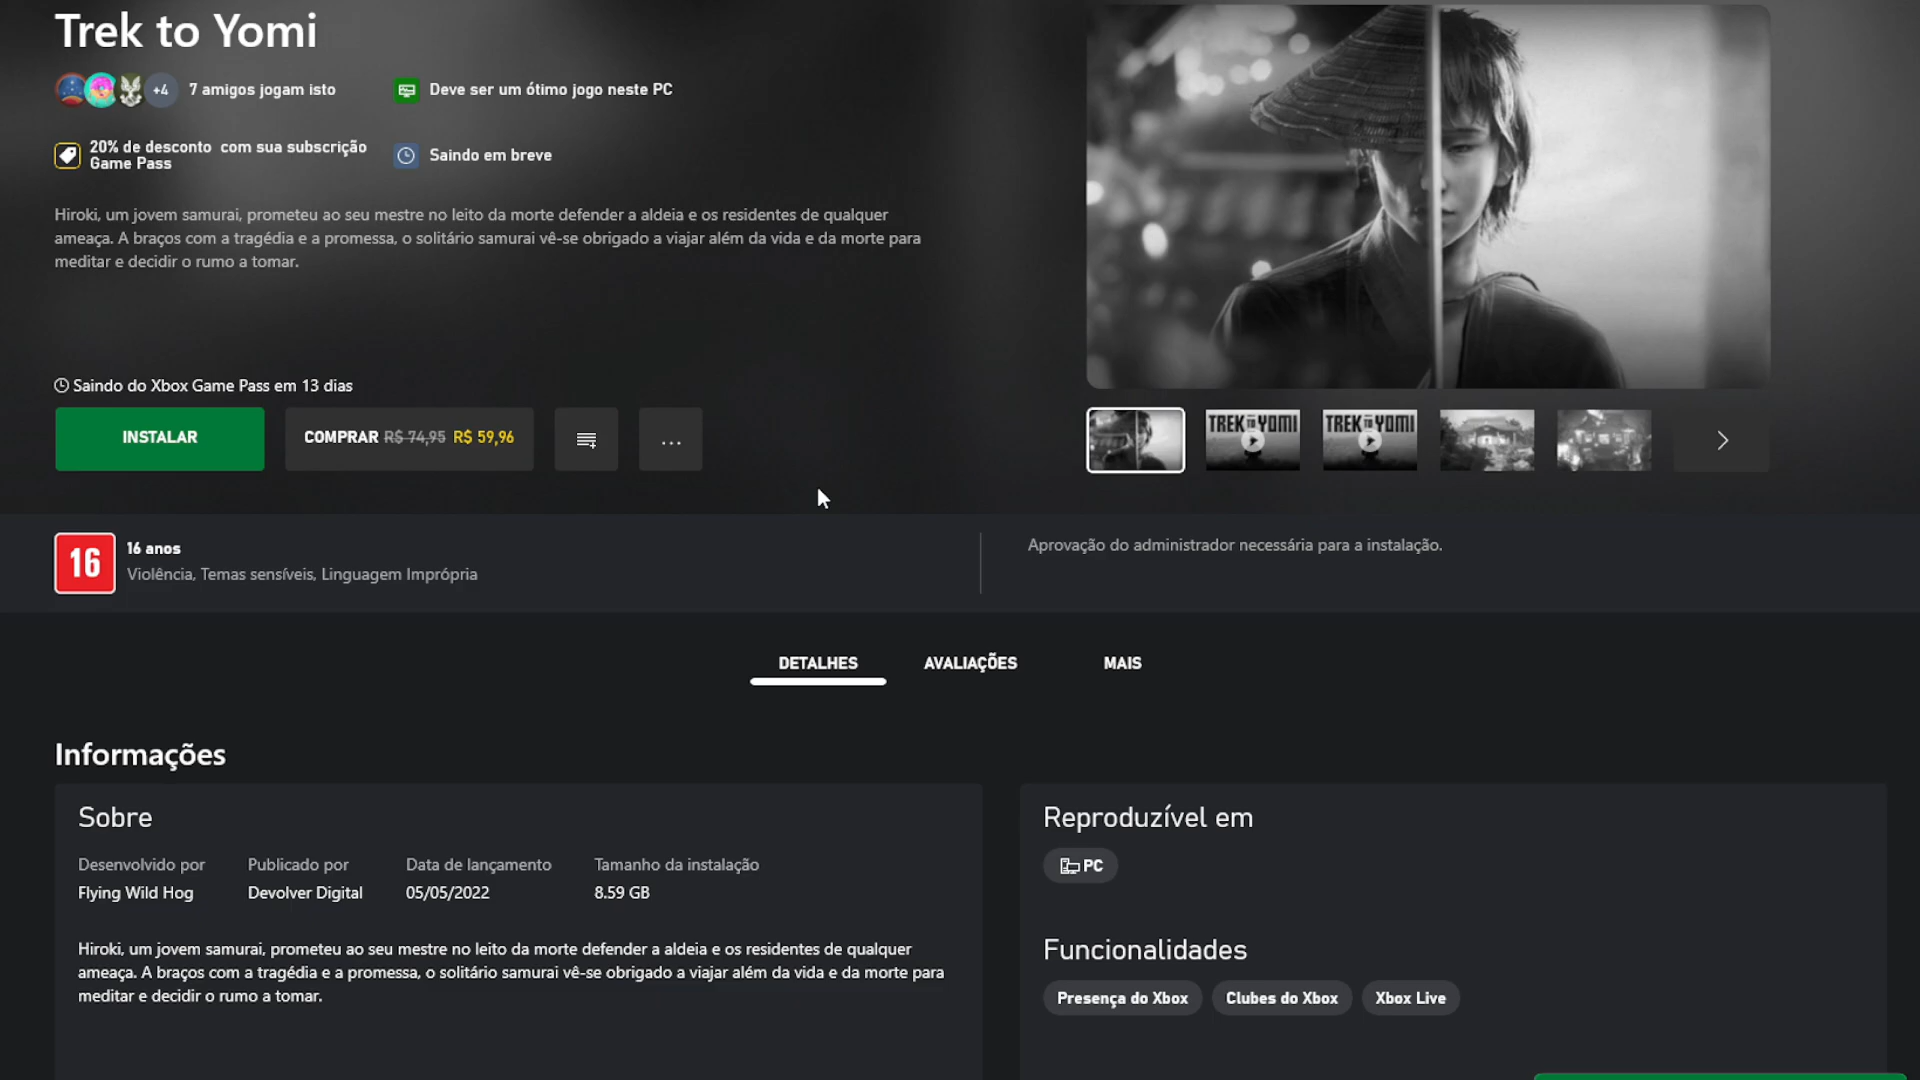 Trek to Yomi
+4
7 amigos jogam isto
Deve ser um ótimo jogo neste PC
20% de desconto com sua subscrição
Game Pass
Saindo em breve
Hiroki, um jovem samurai, prometeu ao seu mestre no leito da morte defender a aldeia e os residentes de qualquer
ameaça. A braços com a tragédia e a promessa, o solitário samurai vê-se obrigado a viajar além da vida e da morte para
meditar e decidir o rumo a tomar.
Saindo do Xbox Game Pass em 13 dias
INSTALAR
COMPRAR R$ 74,95 R$ 59,96
...
TREK TO YOMI
TREK TO YOMI
16
16 anos
Violência, Temas sensíveis, Linguagem Imprópria
Aprovação do administrador necessária para a instalação.
DETALHES
AVALIAÇÕES
MAIS
Informações
Sobre
Desenvolvido por
Publicado por
Data de lançamento
Tamanho da instalação
Flying Wild Hog
Devolver Digital
05/05/2022
8.59 GB
Hiroki, um jovem samurai, prometeu ao seu mestre no leito da morte defender a aldeia e os residentes de qualquer
ameaça. A braços com a tragédia e a promessa, o solitário samurai vê-se obrigado a viajar além da vida e da morte para
meditar e decidir o rumo a tomar.
Reproduzível em
PC
Funcionalidades
Presença do Xbox
Clubes do Xbox
Xbox Live